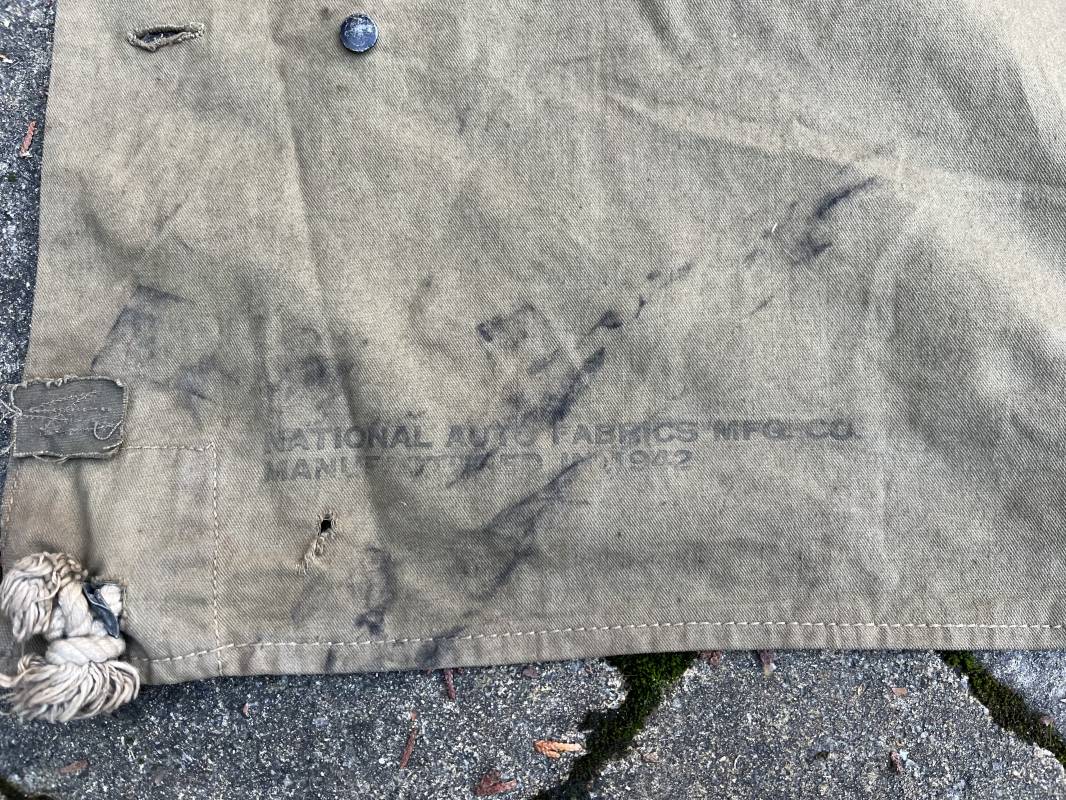 NATIONAL AUTO FABRICS MFG. CO.
MANUFACTURED IN 1942